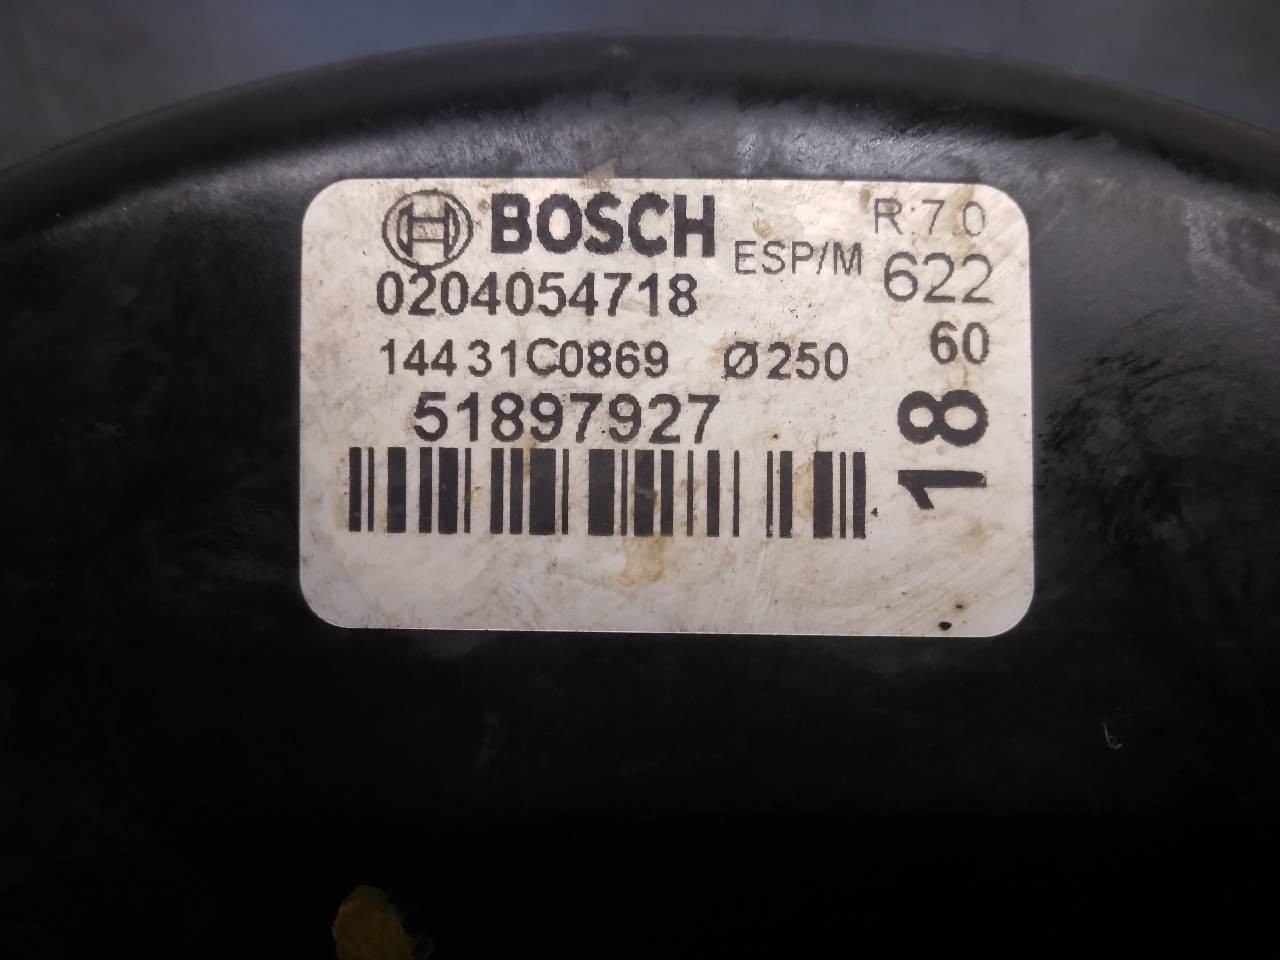 BOSCH
ESP/M
R:7.0
0204054718
622
14431C0869 Ø250
60
51897927
18